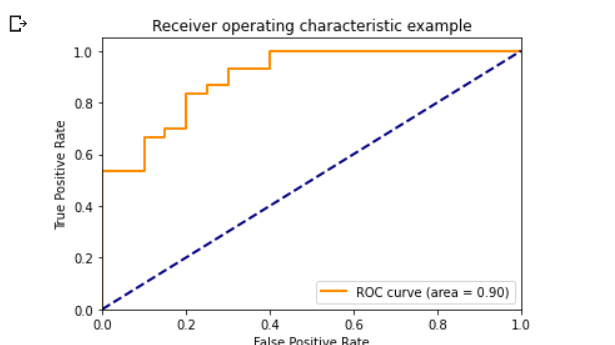 Receiver operating characteristic example
1.0
0.8
0.6
0.4
0.2
0.0
True Positive Rate
ROC curve (area = 0.90)
0.0 0.2 0.4 0.6 0.8 1.0
False Positive Rate